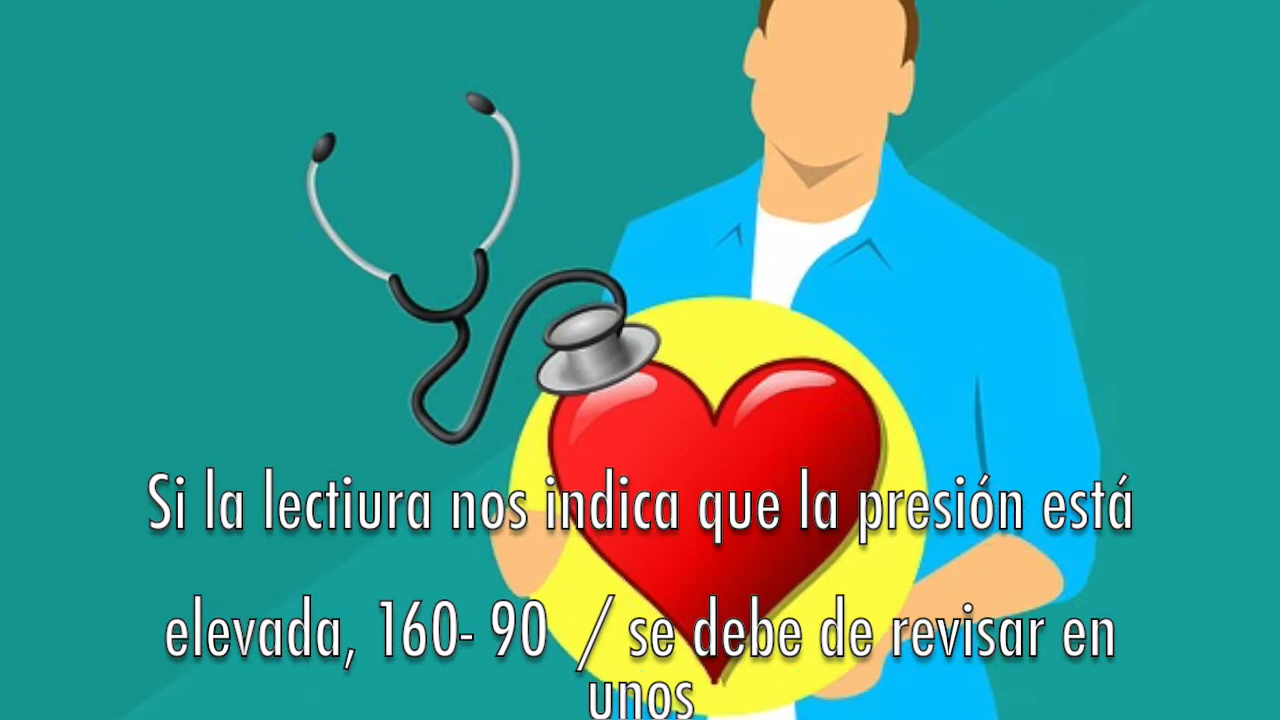 Si la lectiura nos indica que la presión está
elevada, 160- 90 / se debe de revisar en
unos